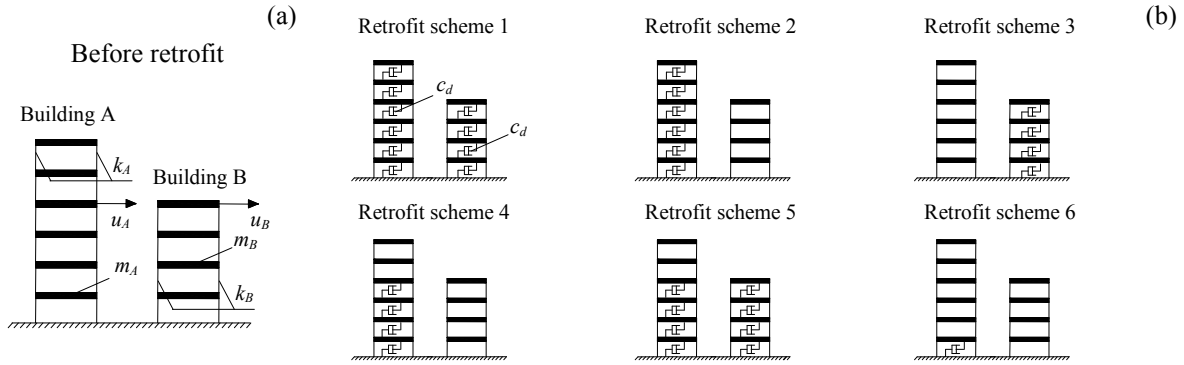 (a)
Before retrofit
Building A
k_A
Building B
u_A
u_B
m_B
m_A
k_B
(b)
Retrofit scheme 1
Retrofit scheme 2
Retrofit scheme 3
c_d
c_d
Retrofit scheme 4
Retrofit scheme 5
Retrofit scheme 6